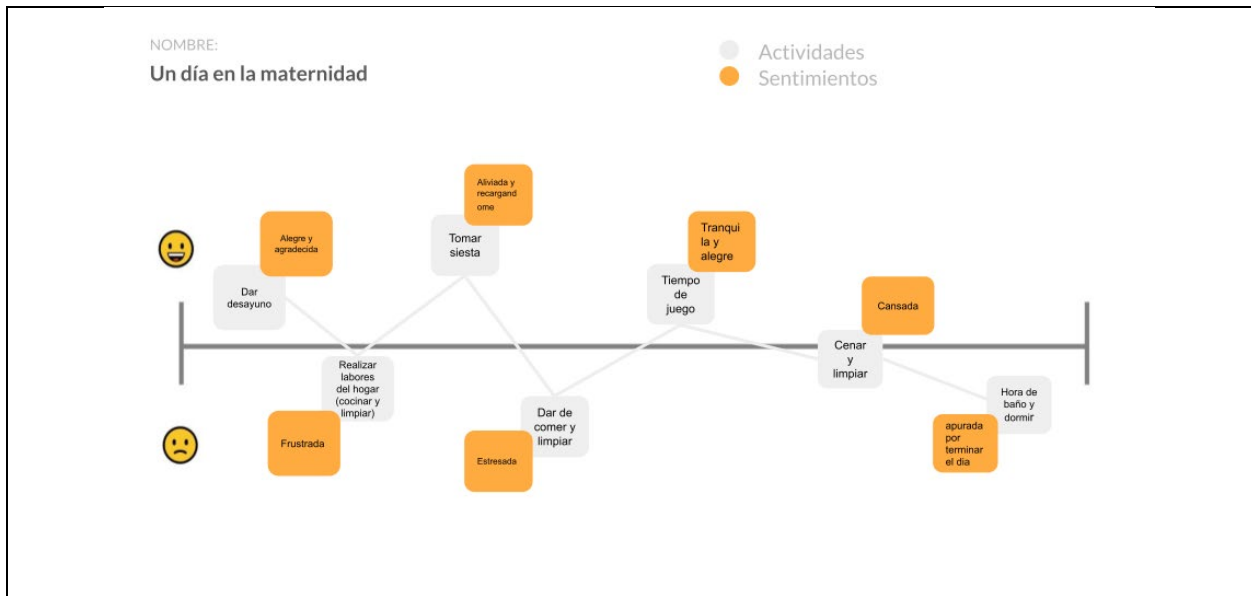 NOMBRE:
Un día en la maternidad
Actividades
Sentimientos
Alegre y
agradecida
Dar
desayuno
Realizar
labores
del hogar
(cocinar y
limpiar)
Frustrada
Aliviada y
recargand
ome
Tomar
siesta
Dar de
comer y
limpiar
Estresada
Tranqui
la y
alegre
Tiempo
de
juego
Cansada
Cenar
y
limpiar
Hora de
baño y
dormir
apurada
por
terminar
el dia